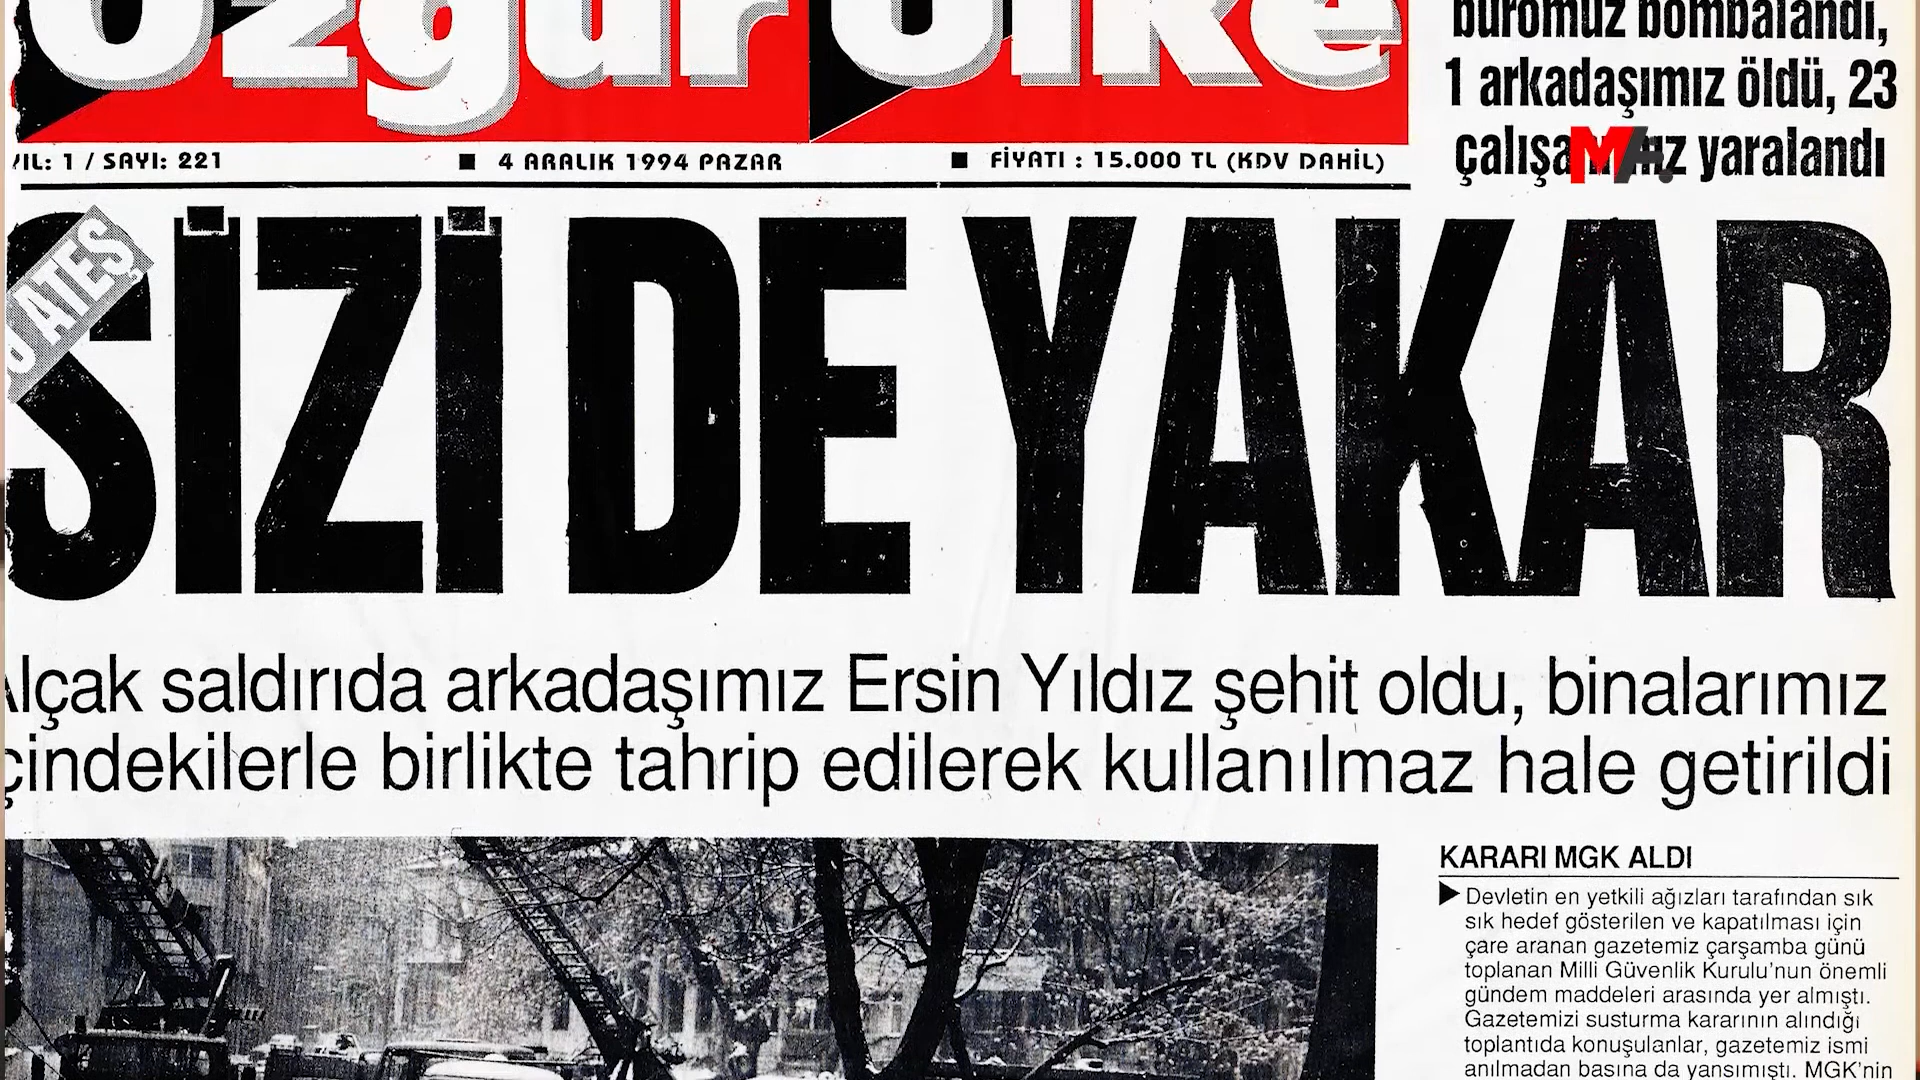 Özgür Ülke
büromuz bombalandı,
1 arkadaşımız öldü, 23
yaralandı
YIL: 1 / SAYI: 221 ■ 4 ARALIK 1994 PAZAR ■ FİYATI : 15.000 TL (KDV DAHİL)
MA
ATEŞ
SİZİ DE YAKAR
Alçak saldırıda arkadaşımız Ersin Yıldız şehit oldu, binalarımız
çindekilerle birlikte tahrip edilerek kullanılmaz hale getirildi
KARARI MGK ALDI
Devletin en yetkili ağızları tarafından sık
sık hedef gösterilen ve kapatılması için
çare aranan gazetemiz çarşamba günü
toplanan Milli Güvenlik Kurulu'nun önemli
gündem maddeleri arasında yer almıştı.
Gazetemizi susturma kararının alındığı
toplantıda konuşulanlar, gazetemiz ismi
anılmadan basına da yansımıştı. MGK'nin